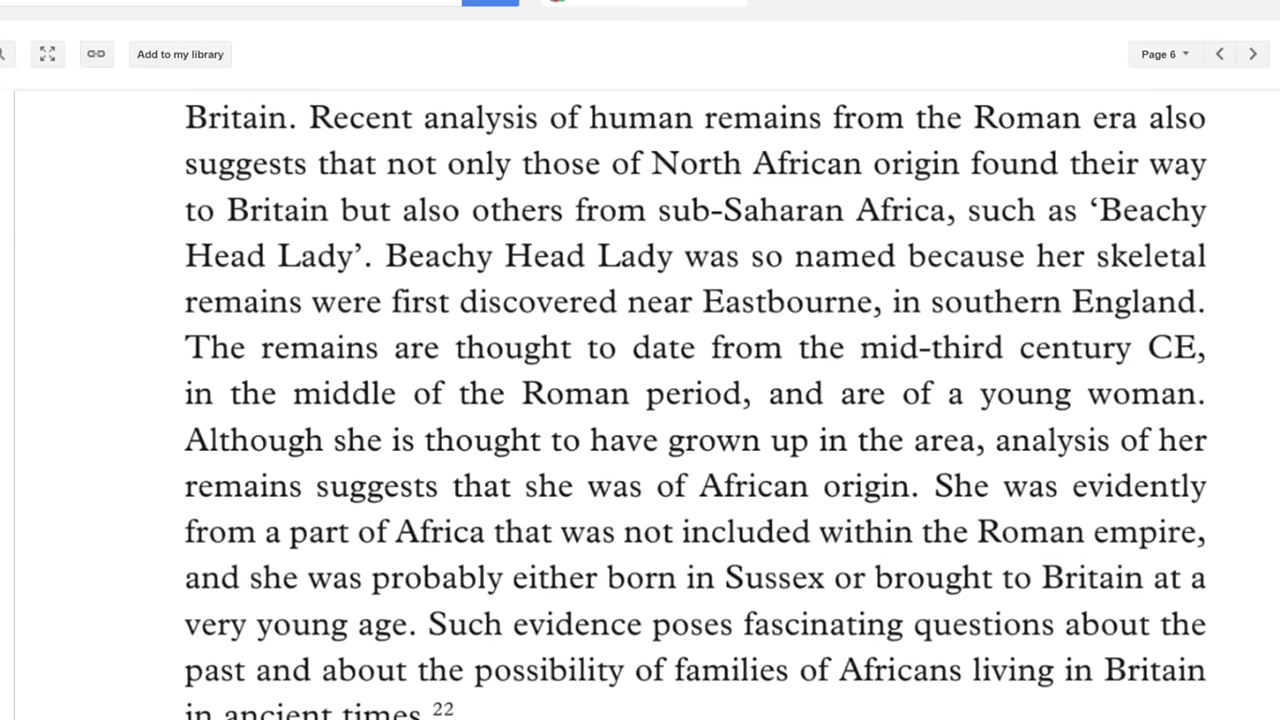 Add to my library
Page 6
Britain. Recent analysis of human remains from the Roman era also
suggests that not only those of North African origin found their way
to Britain but also others from sub-Saharan Africa, such as ‘Beachy
Head Lady’. Beachy Head Lady was so named because her skeletal
remains were first discovered near Eastbourne, in southern England.
The remains are thought to date from the mid-third century CE,
in the middle of the Roman period, and are of a young woman.
Although she is thought to have grown up in the area, analysis of her
remains suggests that she was of African origin. She was evidently
from a part of Africa that was not included within the Roman empire,
and she was probably either born in Sussex or brought to Britain at a
very young age. Such evidence poses fascinating questions about the
past and about the possibility of families of Africans living in Britain
in ancient times.22